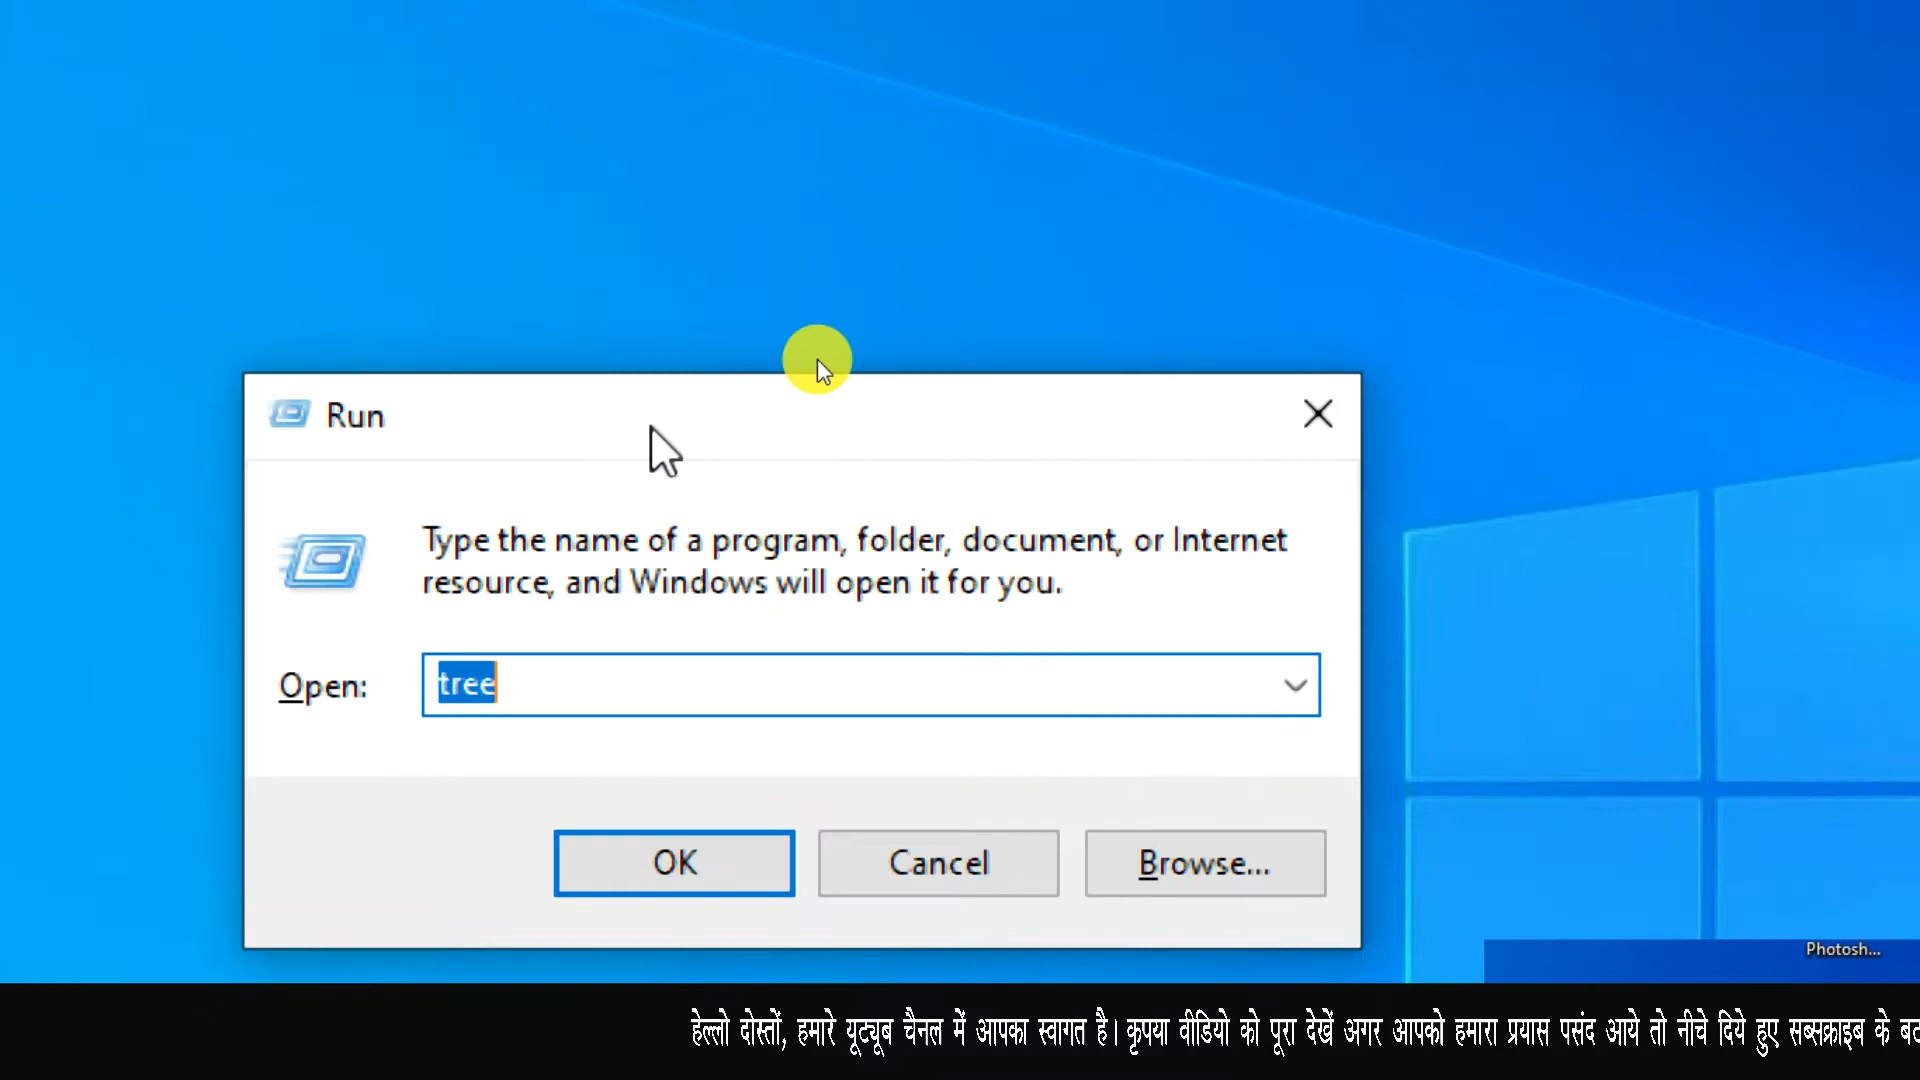 Run
Type the name of a program, folder, document, or Internet
resource, and Windows will open it for you.
Open:
tree
OK
Cancel
Browse...
Photosh...
हेल्लो दोस्तों, हमारे यूट्यूब चैनल में आपका स्वागत है। कृपया वीडियो को पूरा देखें अगर आपको हमारा प्रयास पसंद आये तो नीचे दिये हुए सब्सक्राइब के